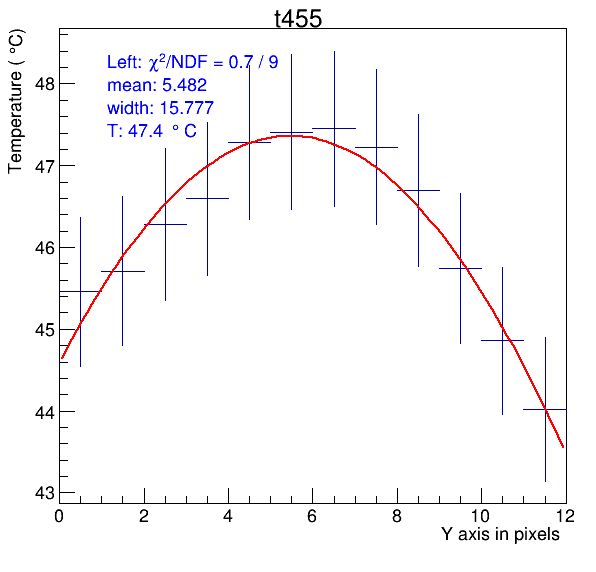 t455
Left: χ²/NDF = 0.7 / 9
mean: 5.482
width: 15.777
T: 47.4 °C
Temperature ( °C)
48
47
46
45
44
43
0 2 4 6 8 10 12
Y axis in pixels